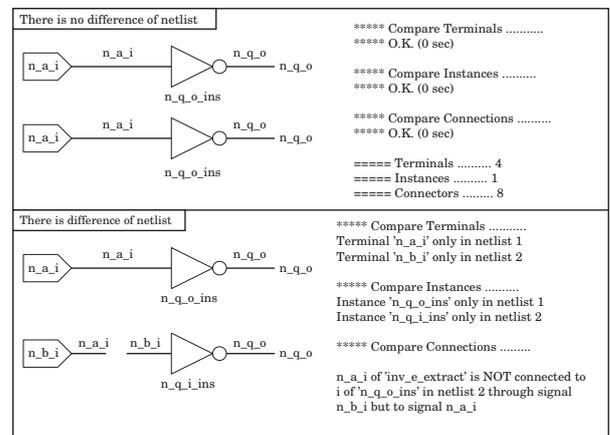 There is no difference of netlist
n_a_i
n_a_i
n_q_o
n_q_o
n_q_o_ins
n_a_i
n_a_i
n_q_o
n_q_o
n_q_o_ins
***** Compare Terminals ...........
***** O.K. (0 sec)
***** Compare Instances ..........
***** O.K. (0 sec)
***** Compare Connections ..........
***** O.K. (0 sec)
===== Terminals .......... 4
===== Instances .......... 1
===== Connectors ......... 8
There is difference of netlist
n_a_i
n_a_i
n_q_o
n_q_o
n_q_o_ins
n_b_i
n_a_i
n_b_i
n_q_o
n_q_o
n_q_i_ins
***** Compare Terminals ...........
Terminal 'n_a_i' only in netlist 1
Terminal 'n_b_i' only in netlist 2
***** Compare Instances ..........
Instance 'n_q_o_ins' only in netlist 1
Instance 'n_q_i_ins' only in netlist 2
***** Compare Connections .........
n_a_i of 'inv_e_extract' is NOT connected to
i of 'n_q_o_ins' in netlist 2 through signal
n_b_i but to signal n_a_i